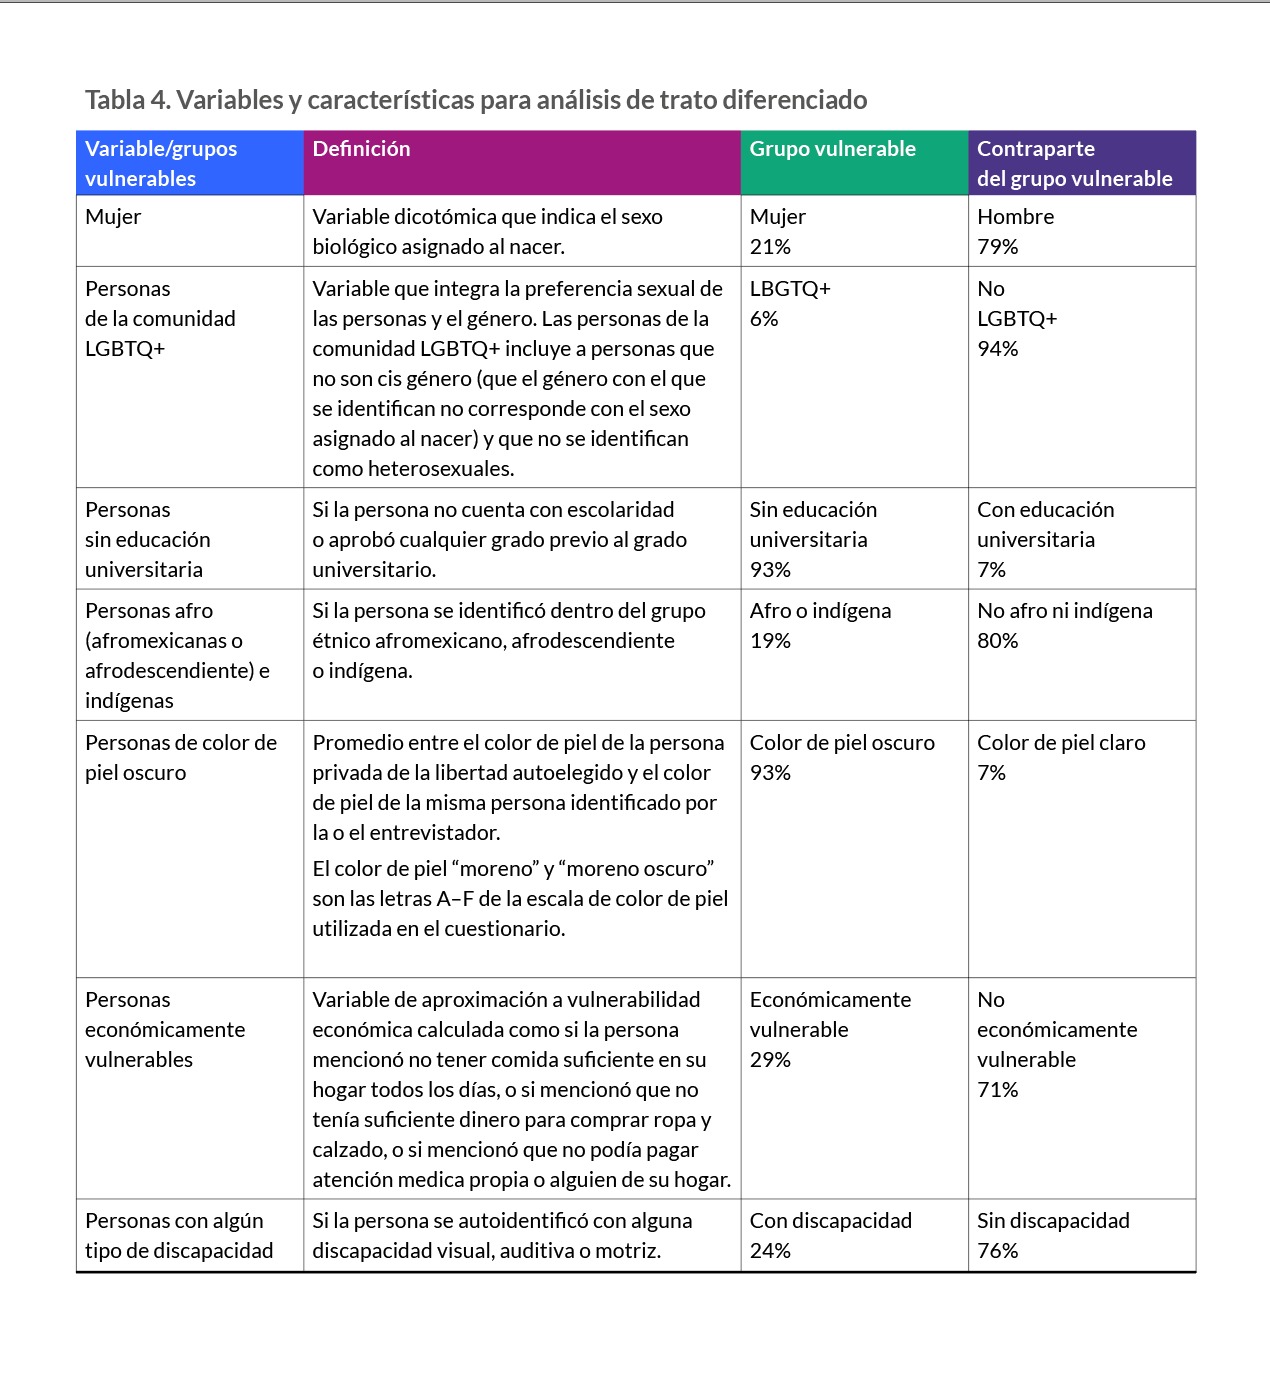 Tabla 4. Variables y características para análisis de trato diferenciado
Variable/grupos
vulnerables
Definición
Grupo vulnerable
Contraparte
del grupo vulnerable
Mujer
Variable dicotómica que indica el sexo
biológico asignado al nacer.
Mujer
21%
Hombre
79%
Personas
de la comunidad
LGBTQ+
Variable que integra la preferencia sexual de
las personas y el género. Las personas de la
comunidad LGBTQ+ incluye a personas que
no son cis género (que el género con el que
se identifican no corresponde con el sexo
asignado al nacer) y que no se identifican
como heterosexuales.
LBGTQ+
6%
No
LGBTQ+
94%
Personas
sin educación
universitaria
Si la persona no cuenta con escolaridad
o aprobó cualquier grado previo al grado
universitario.
Sin educación
universitaria
93%
Con educación
universitaria
7%
Personas afro
(afromexicanas o
afrodescendiente) e
indígenas
Si la persona se identificó dentro del grupo
étnico afromexicano, afrodescendiente
o indígena.
Afro o indígena
19%
No afro ni indígena
80%
Personas de color de
piel oscuro
Promedio entre el color de piel de la persona
privada de la libertad autoelegido y el color
de piel de la misma persona identificado por
la o el entrevistador.
El color de piel “moreno” y “moreno oscuro”
son las letras A–F de la escala de color de piel
utilizada en el cuestionario.
Color de piel oscuro
93%
Color de piel claro
7%
Personas
económicamente
vulnerables
Variable de aproximación a vulnerabilidad
económica calculada como si la persona
mencionó no tener comida suficiente en su
hogar todos los días, o si mencionó que no
tenía suficiente dinero para comprar ropa y
calzado, o si mencionó que no podía pagar
atención medica propia o alguien de su hogar.
Económicamente
vulnerable
29%
No
económicamente
vulnerable
71%
Personas con algún
tipo de discapacidad
Si la persona se autoidentificó con alguna
discapacidad visual, auditiva o motriz.
Con discapacidad
24%
Sin discapacidad
76%